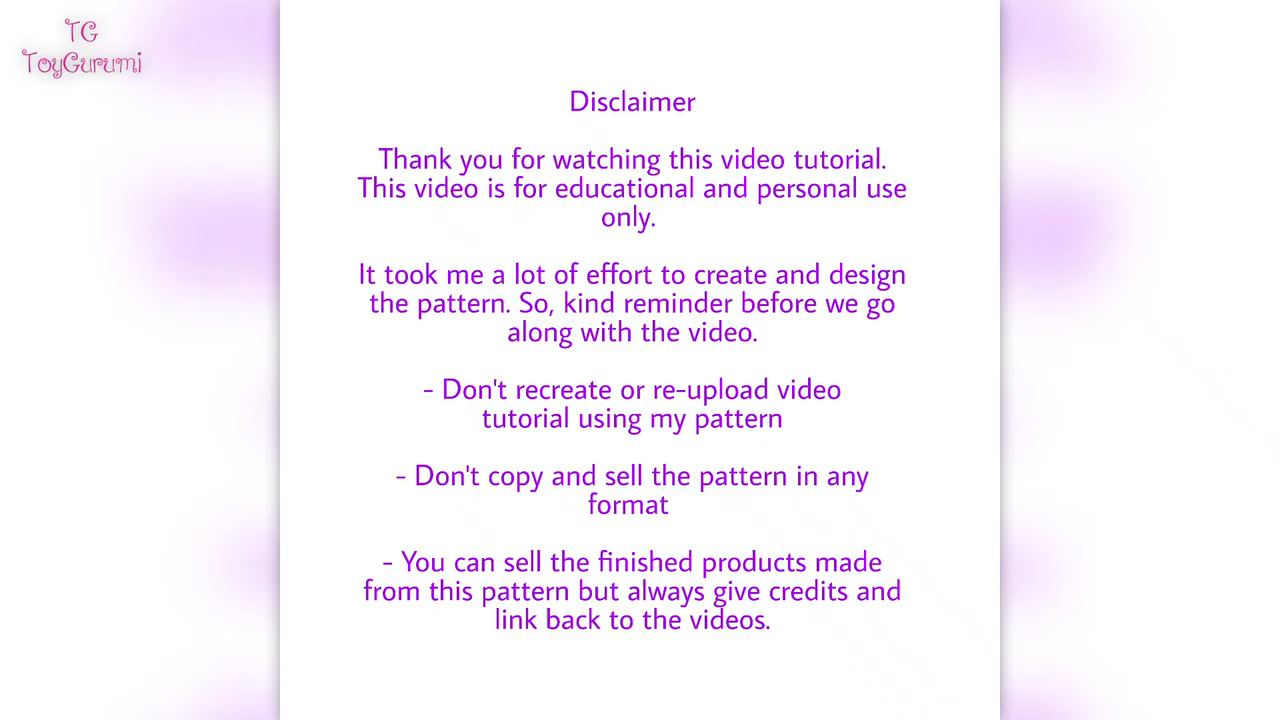 TG
ToyGurumi
Disclaimer
Thank you for watching this video tutorial.
This video is for educational and personal use
only.
It took me a lot of effort to create and design
the pattern. So, kind reminder before we go
along with the video.
- Don't recreate or re-upload video
tutorial using my pattern
- Don't copy and sell the pattern in any
format
- You can sell the finished products made
from this pattern but always give credits and
link back to the videos.